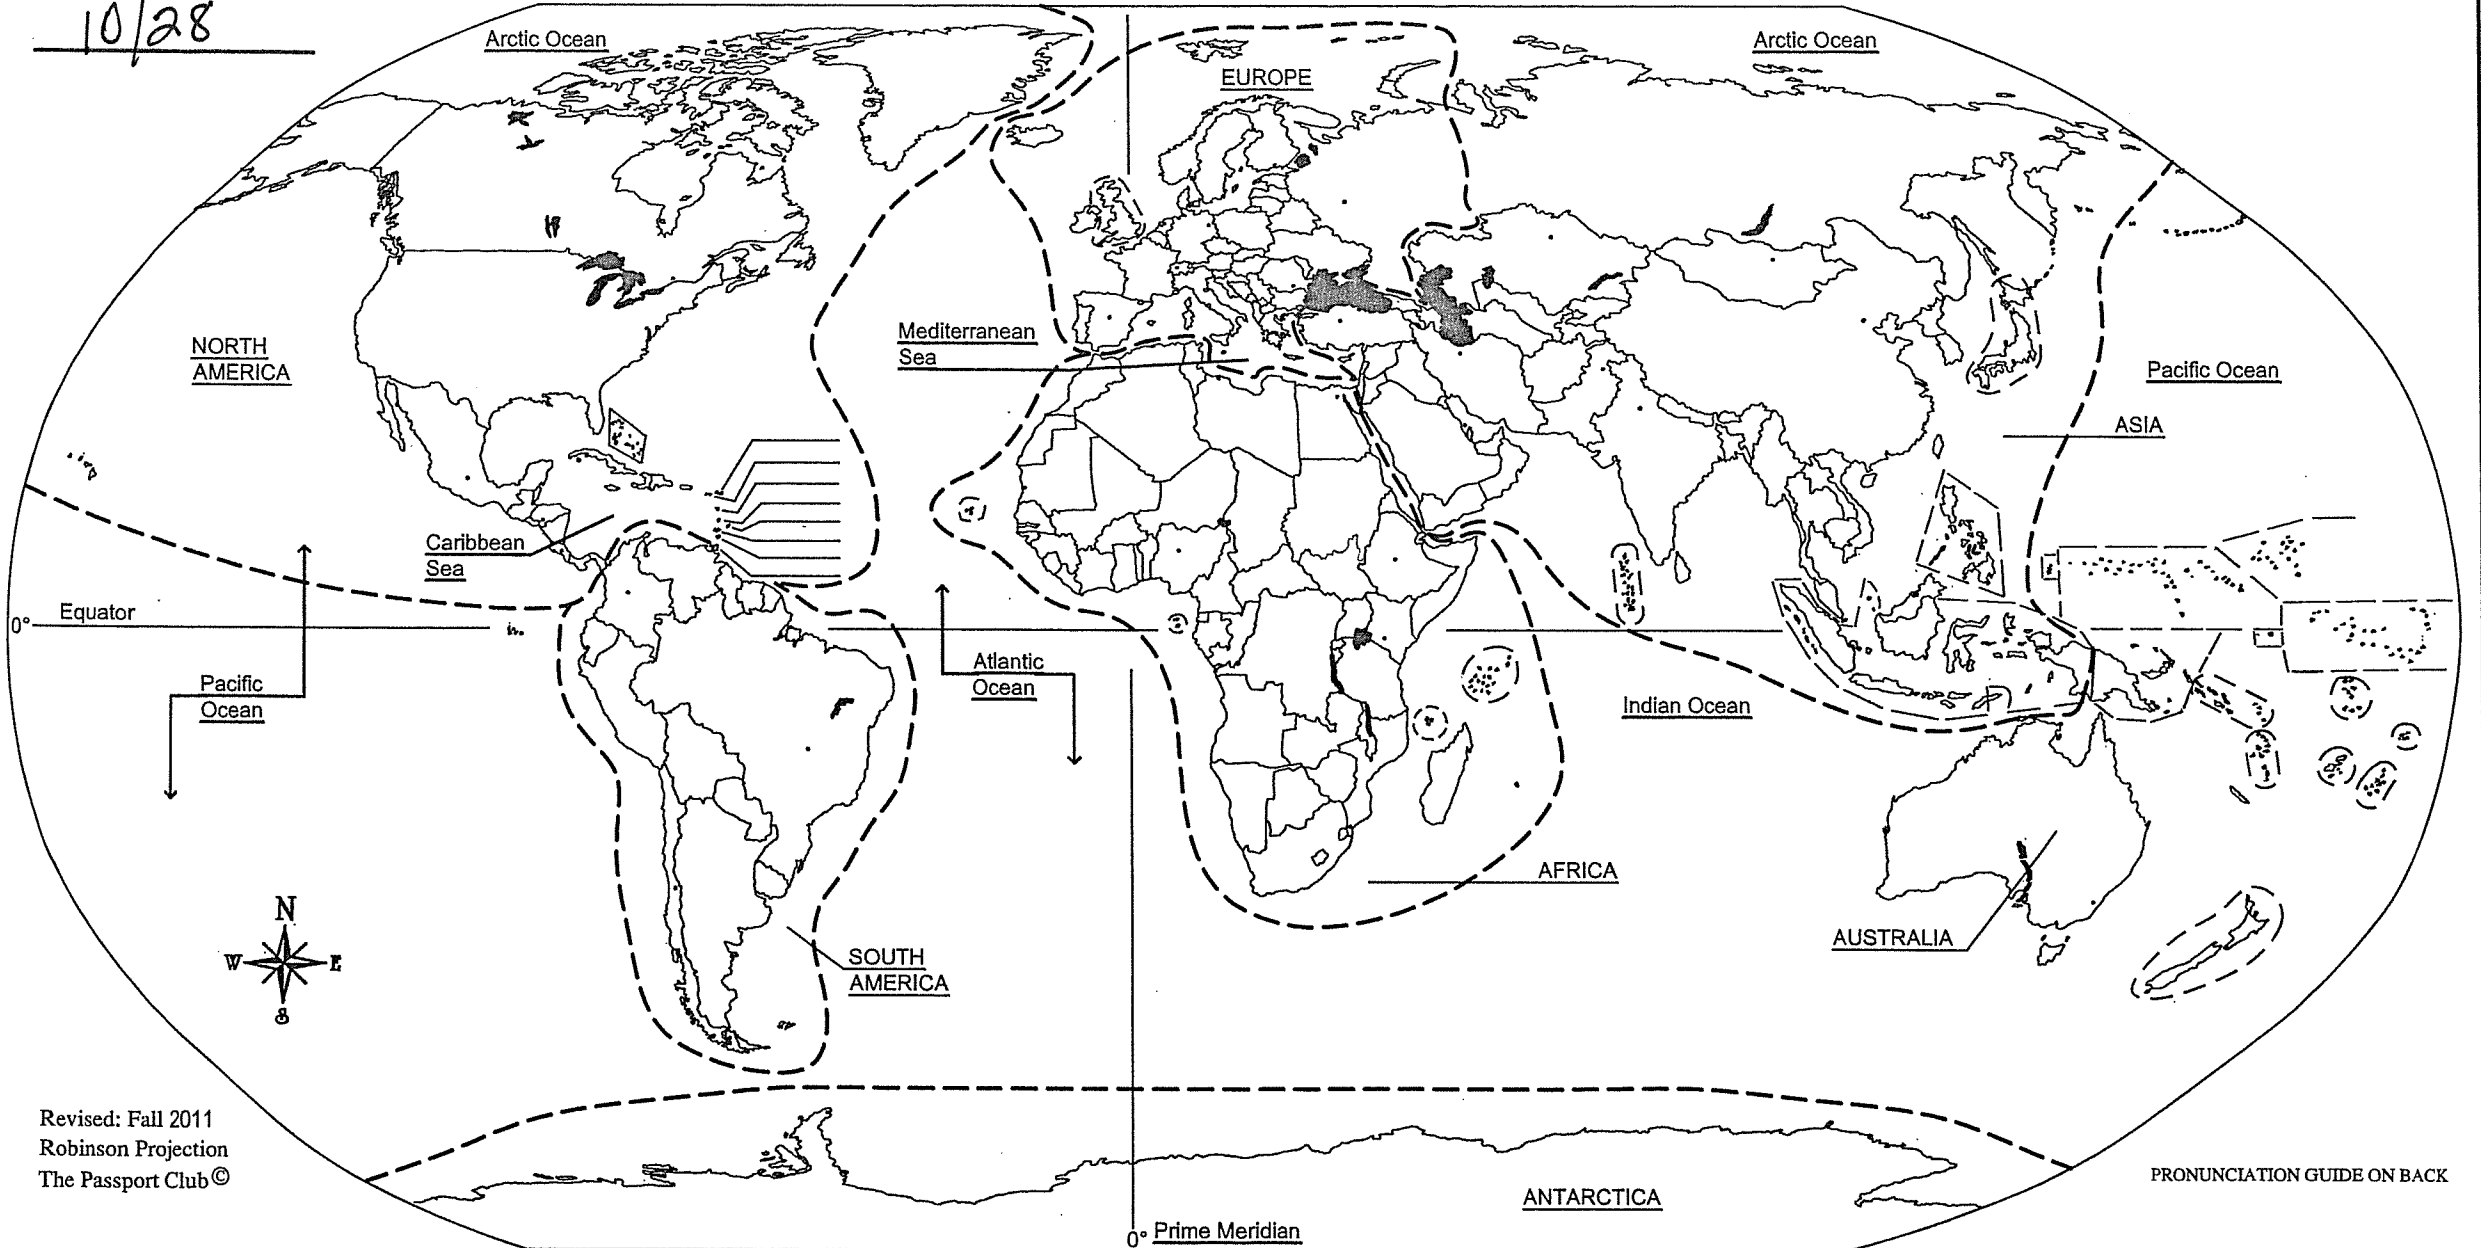 10/28
Arctic Ocean
EUROPE
Arctic Ocean
NORTH
AMERICA
Mediterranean
Sea
Pacific Ocean
ASIA
Caribbean
Sea
Equator
0°
Pacific
Ocean
Atlantic
Ocean
Indian Ocean
AFRICA
AUSTRALIA
SOUTH
AMERICA
N
W E
S
Revised: Fall 2011
Robinson Projection
The Passport Club©
ANTARCTICA
PRONUNCIATION GUIDE ON BACK
0° Prime Meridian